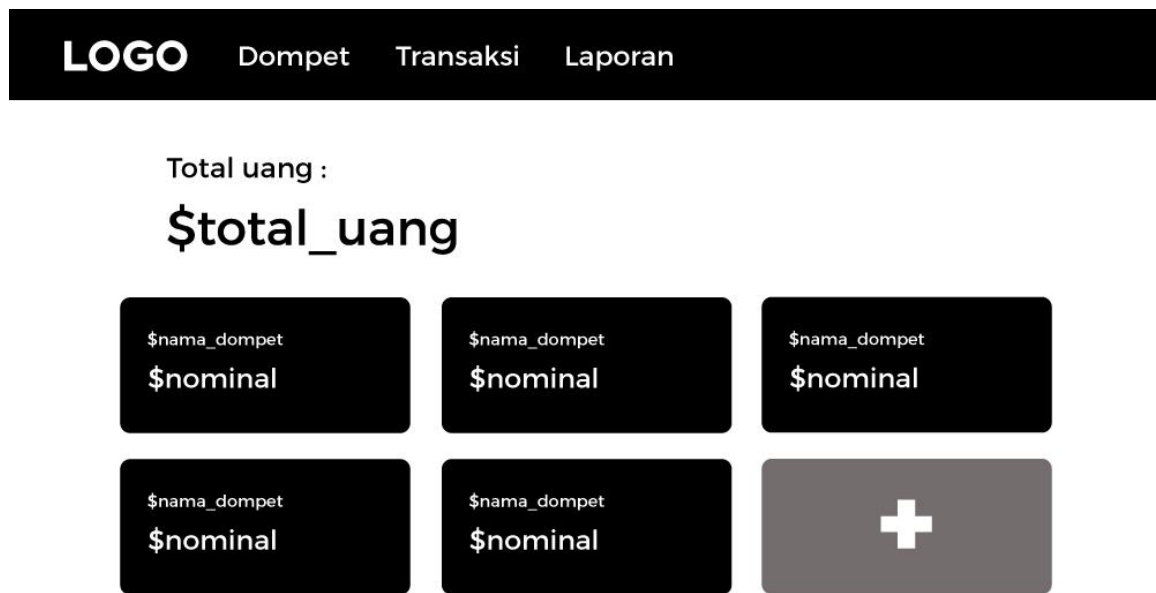 LOGO Dompet Transaksi Laporan
Total uang :
$total_uang
$nama_dompet
$nominal
$nama_dompet
$nominal
$nama_dompet
$nominal
$nama_dompet
$nominal
$nama_dompet
$nominal